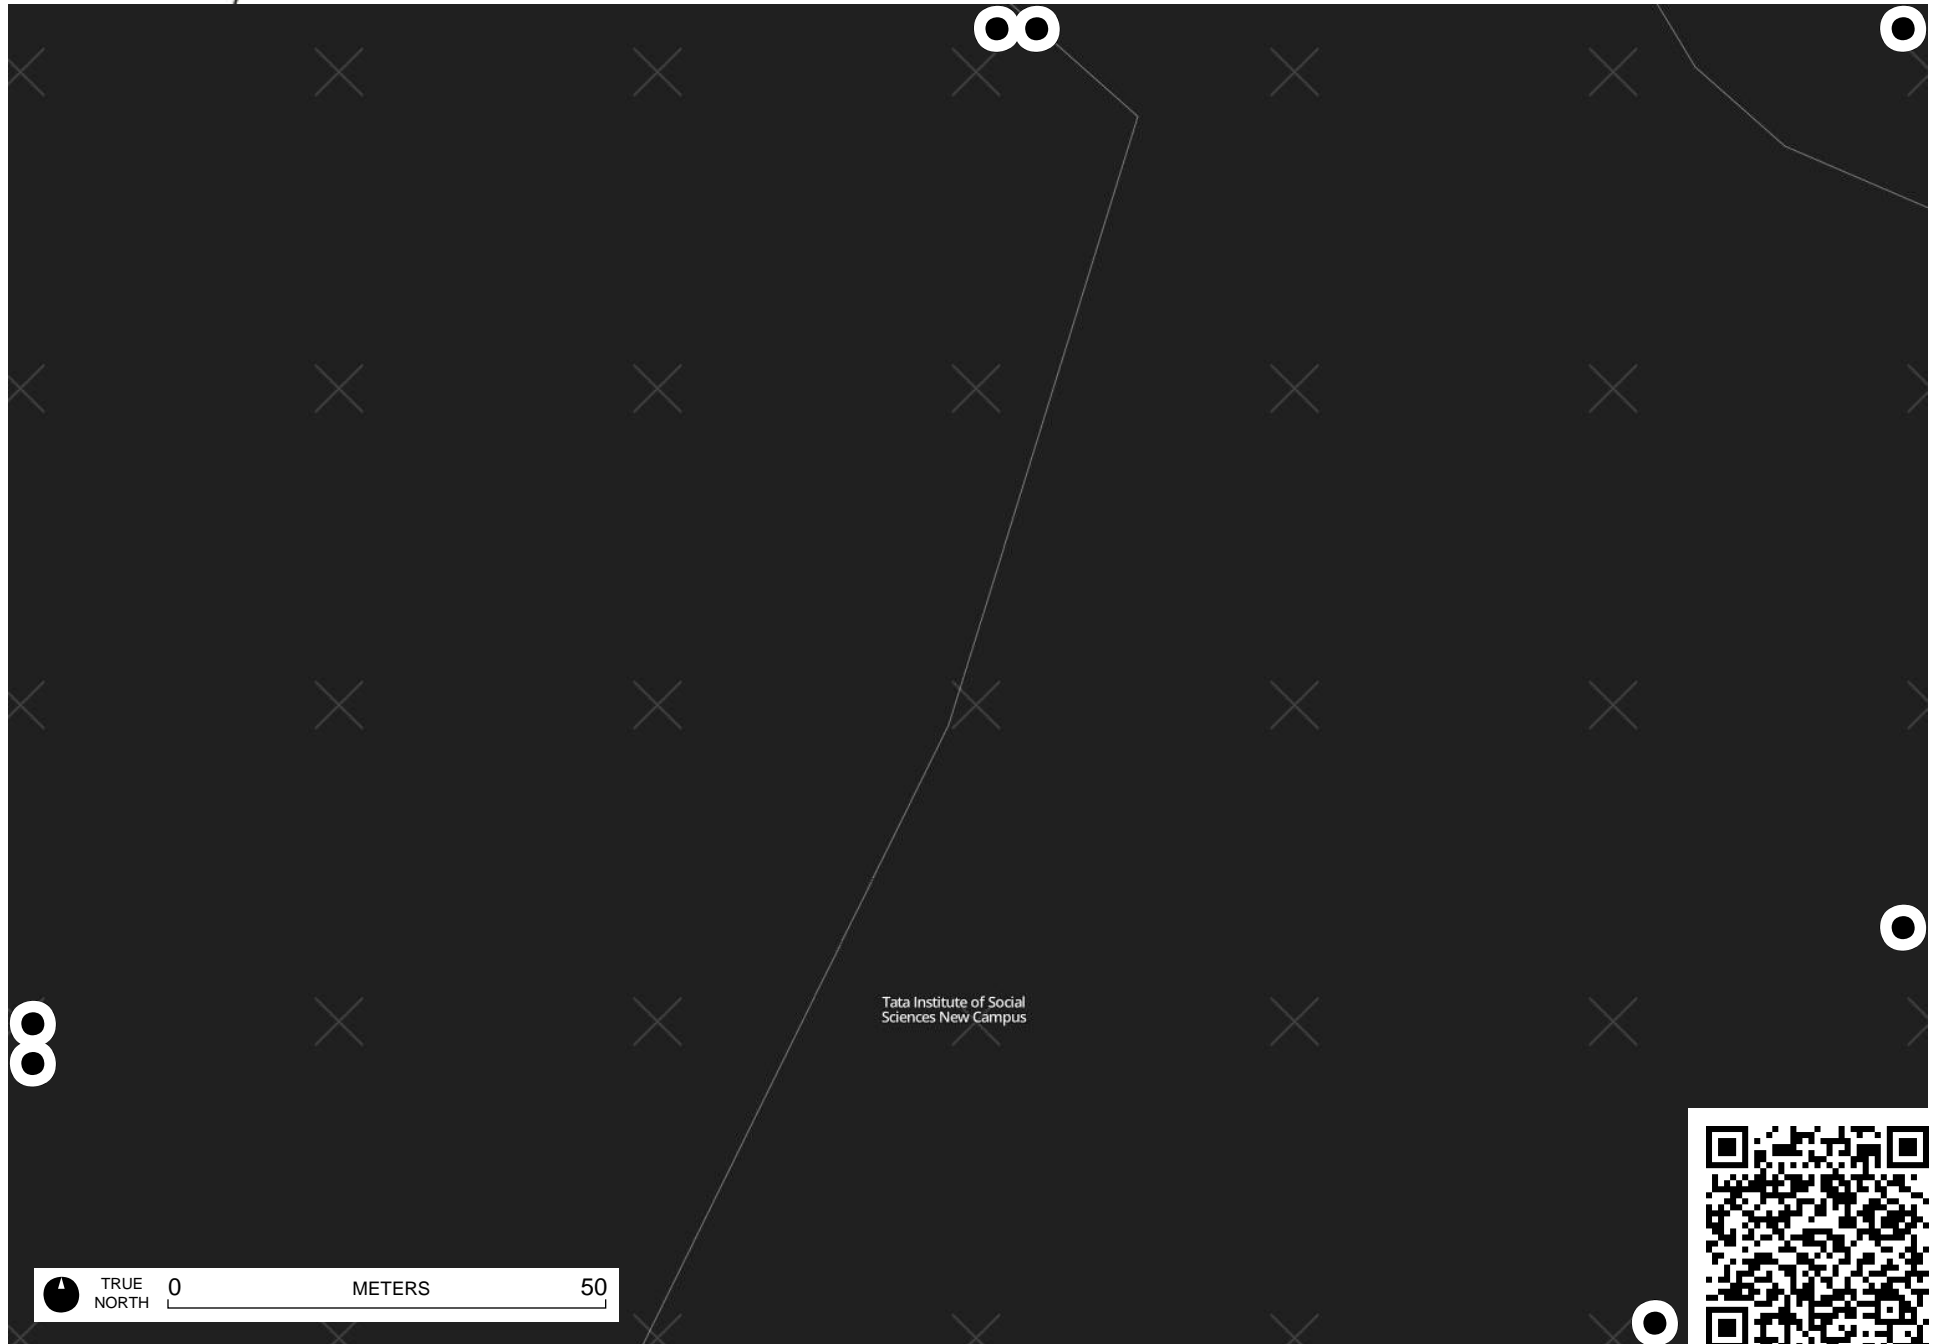 Tata Institute of Social
Sciences New Campus
TRUE
NORTH
0 METERS 50